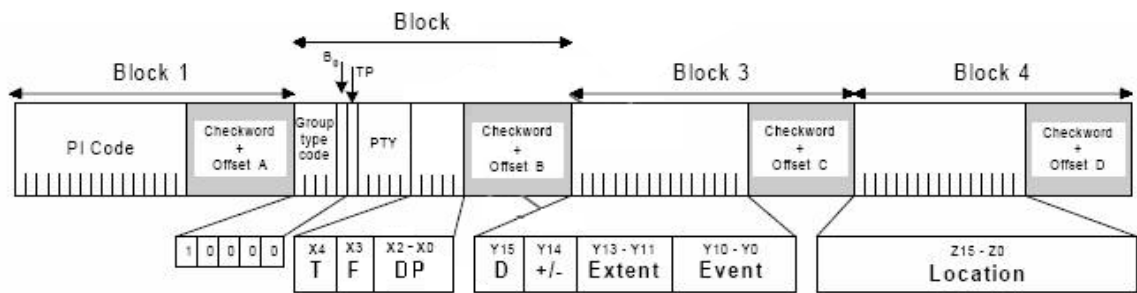 Block
B₀
TP
Block 1
Block 3
Block 4
PI Code
Checkword
+
Offset A
Group
type
code
PTY
Checkword
+
Offset B
Checkword
+
Offset C
Checkword
+
Offset D
1 0 0 0 0
X4 X3 X2-X0
T F DP
Y15 Y14 Y13 - Y11 Y10 - Y0
D +/- Extent Event
Z15 - Z0
Location